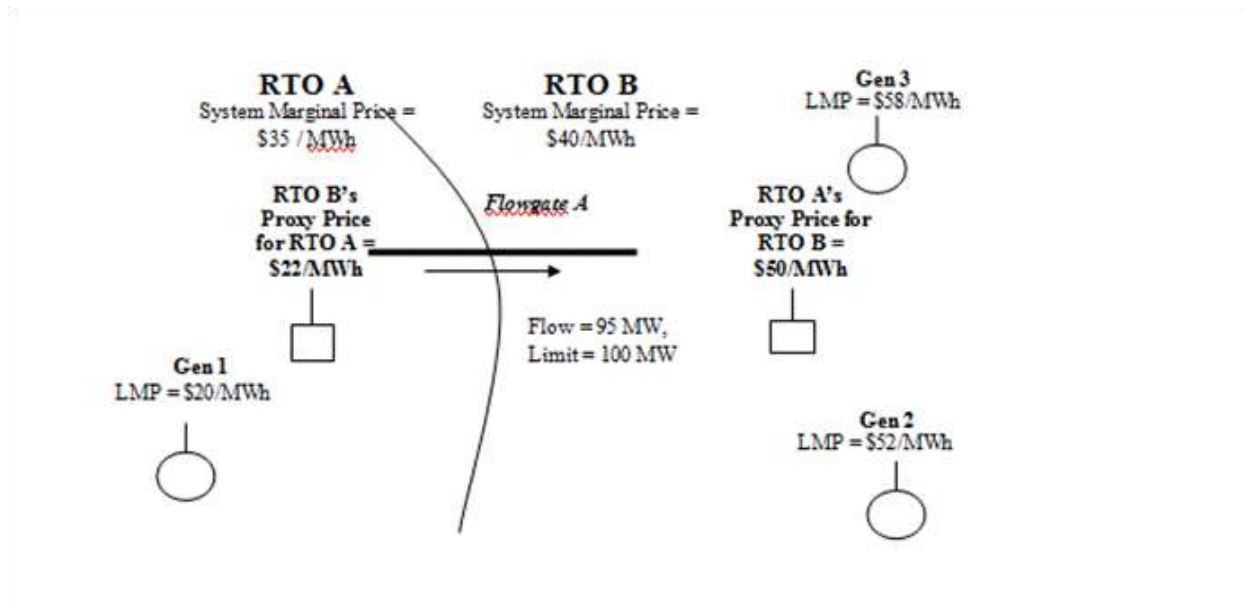 RTO A
System Marginal Price =
$35 / MWh
RTO B
System Marginal Price =
$40/MWh
Gen 3
LMP = $58/MWh
RTO B's
Proxy Price
for RTO A =
$22/MWh
Flowgate A
RTO A's
Proxy Price for
RTO B =
$50/MWh
Flow = 95 MW,
Limit = 100 MW
Gen 1
LMP = $20/MWh
Gen 2
LMP = $52/MWh